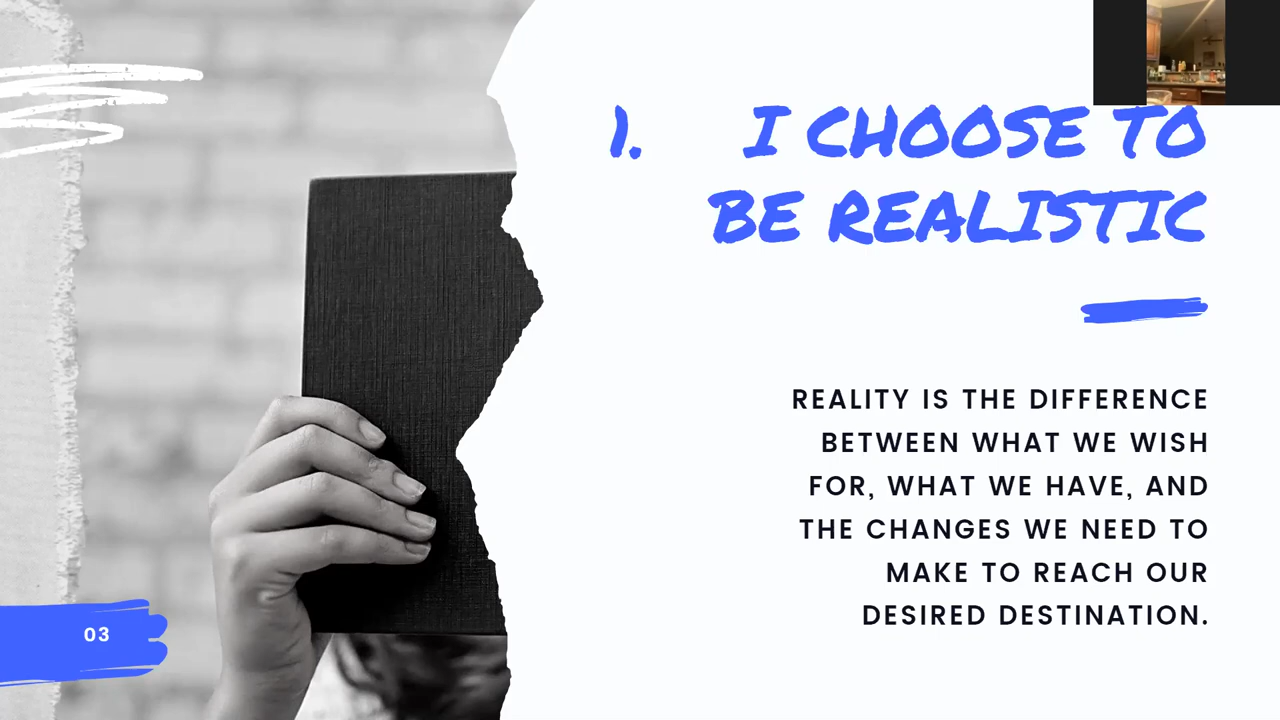 1. I CHOOSE TO
BE REALISTIC
REALITY IS THE DIFFERENCE
BETWEEN WHAT WE WISH
FOR, WHAT WE HAVE, AND
THE CHANGES WE NEED TO
MAKE TO REACH OUR
DESIRED DESTINATION.
03